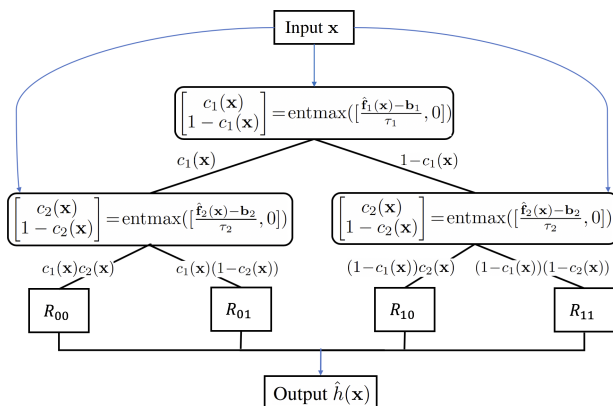 Input x
[c₁(x) 1 − c₁(x)] = entmax([(f̂₁(x)−b₁)/τ₁, 0])
c₁(x) 1−c₁(x)
[c₂(x) 1 − c₂(x)] = entmax([(f̂₂(x)−b₂)/τ₂, 0]) [c₂(x) 1 − c₂(x)] = entmax([(f̂₂(x)−b₂)/τ₂, 0])
c₁(x)c₂(x) c₁(x)(1−c₂(x)) (1−c₁(x))c₂(x) (1−c₁(x))(1−c₂(x))
R₀₀ R₀₁ R₁₀ R₁₁
Output ĥ(x)